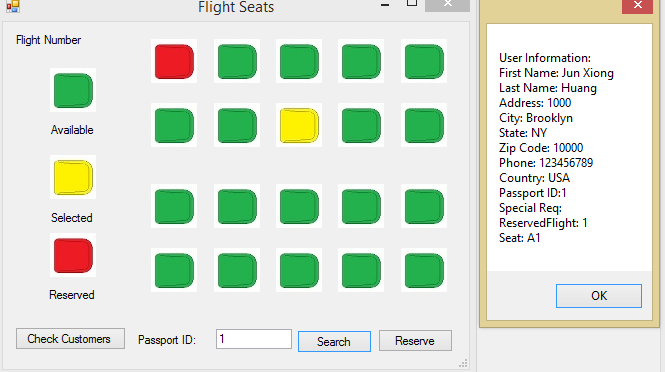 Flight Seats
Flight Number
Available
Selected
Reserved
Check Customers
Passport ID:
1
Search
Reserve
User Information:
First Name: Jun Xiong
Last Name: Huang
Address: 1000
City: Brooklyn
State: NY
Zip Code: 10000
Phone: 123456789
Country: USA
Passport ID:1
Special Req:
ReservedFlight: 1
Seat: A1
OK